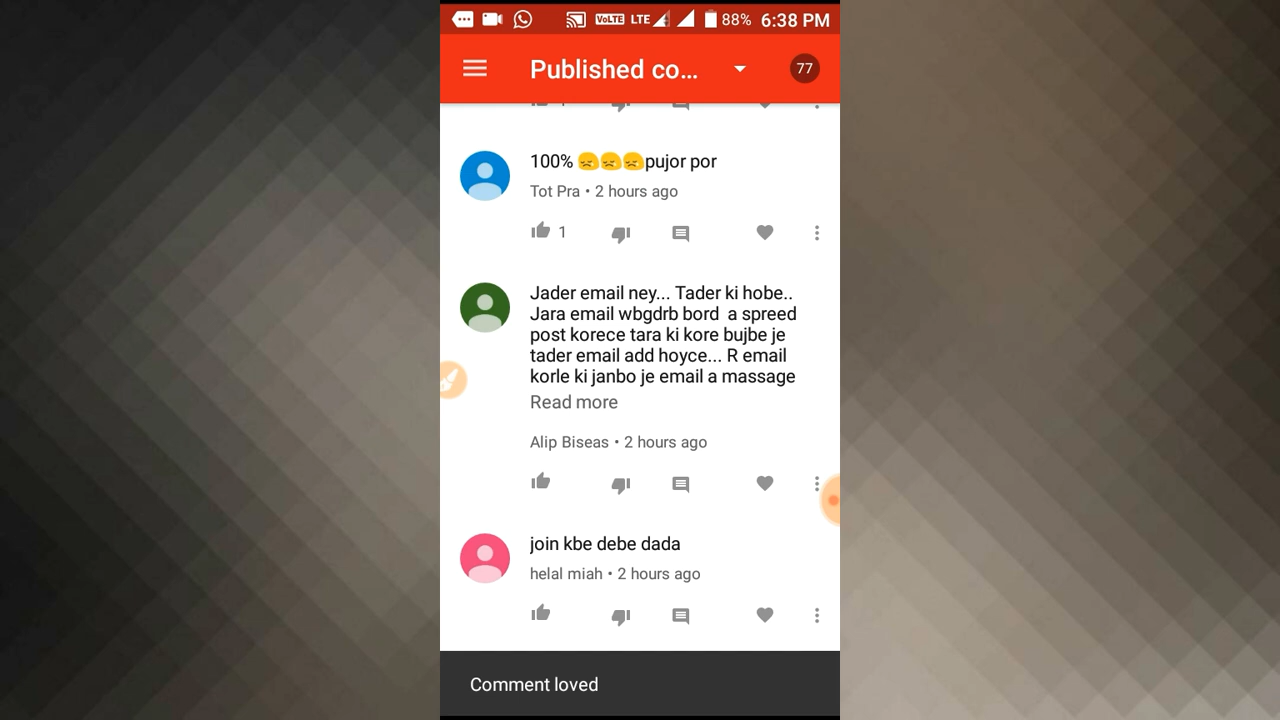 VoLTE LTE 88% 6:38 PM
Published co...
77
1
100% 😞😞😞pujor por
Tot Pra • 2 hours ago
1
Jader email ney... Tader ki hobe..
Jara email wbgdrb bord a spreed
post korece tara ki kore bujbe je
tader email add hoyce... R email
korle ki janbo je email a massage
Read more
Alip Biseas • 2 hours ago
join kbe debe dada
helal miah • 2 hours ago
Comment loved